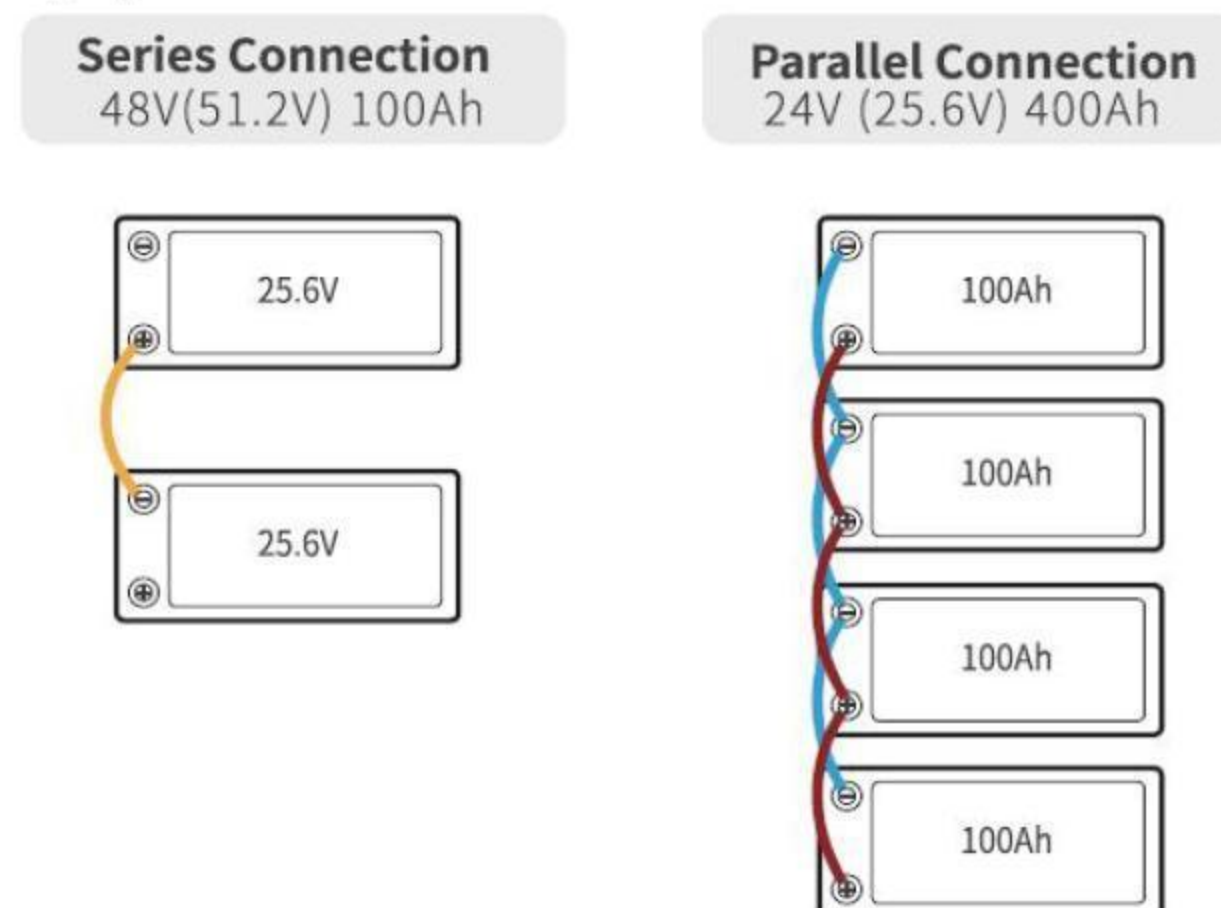 Series Connection
48V(51.2V) 100Ah
25.6V
25.6V
Parallel Connection
24V (25.6V) 400Ah
100Ah
100Ah
100Ah
100Ah